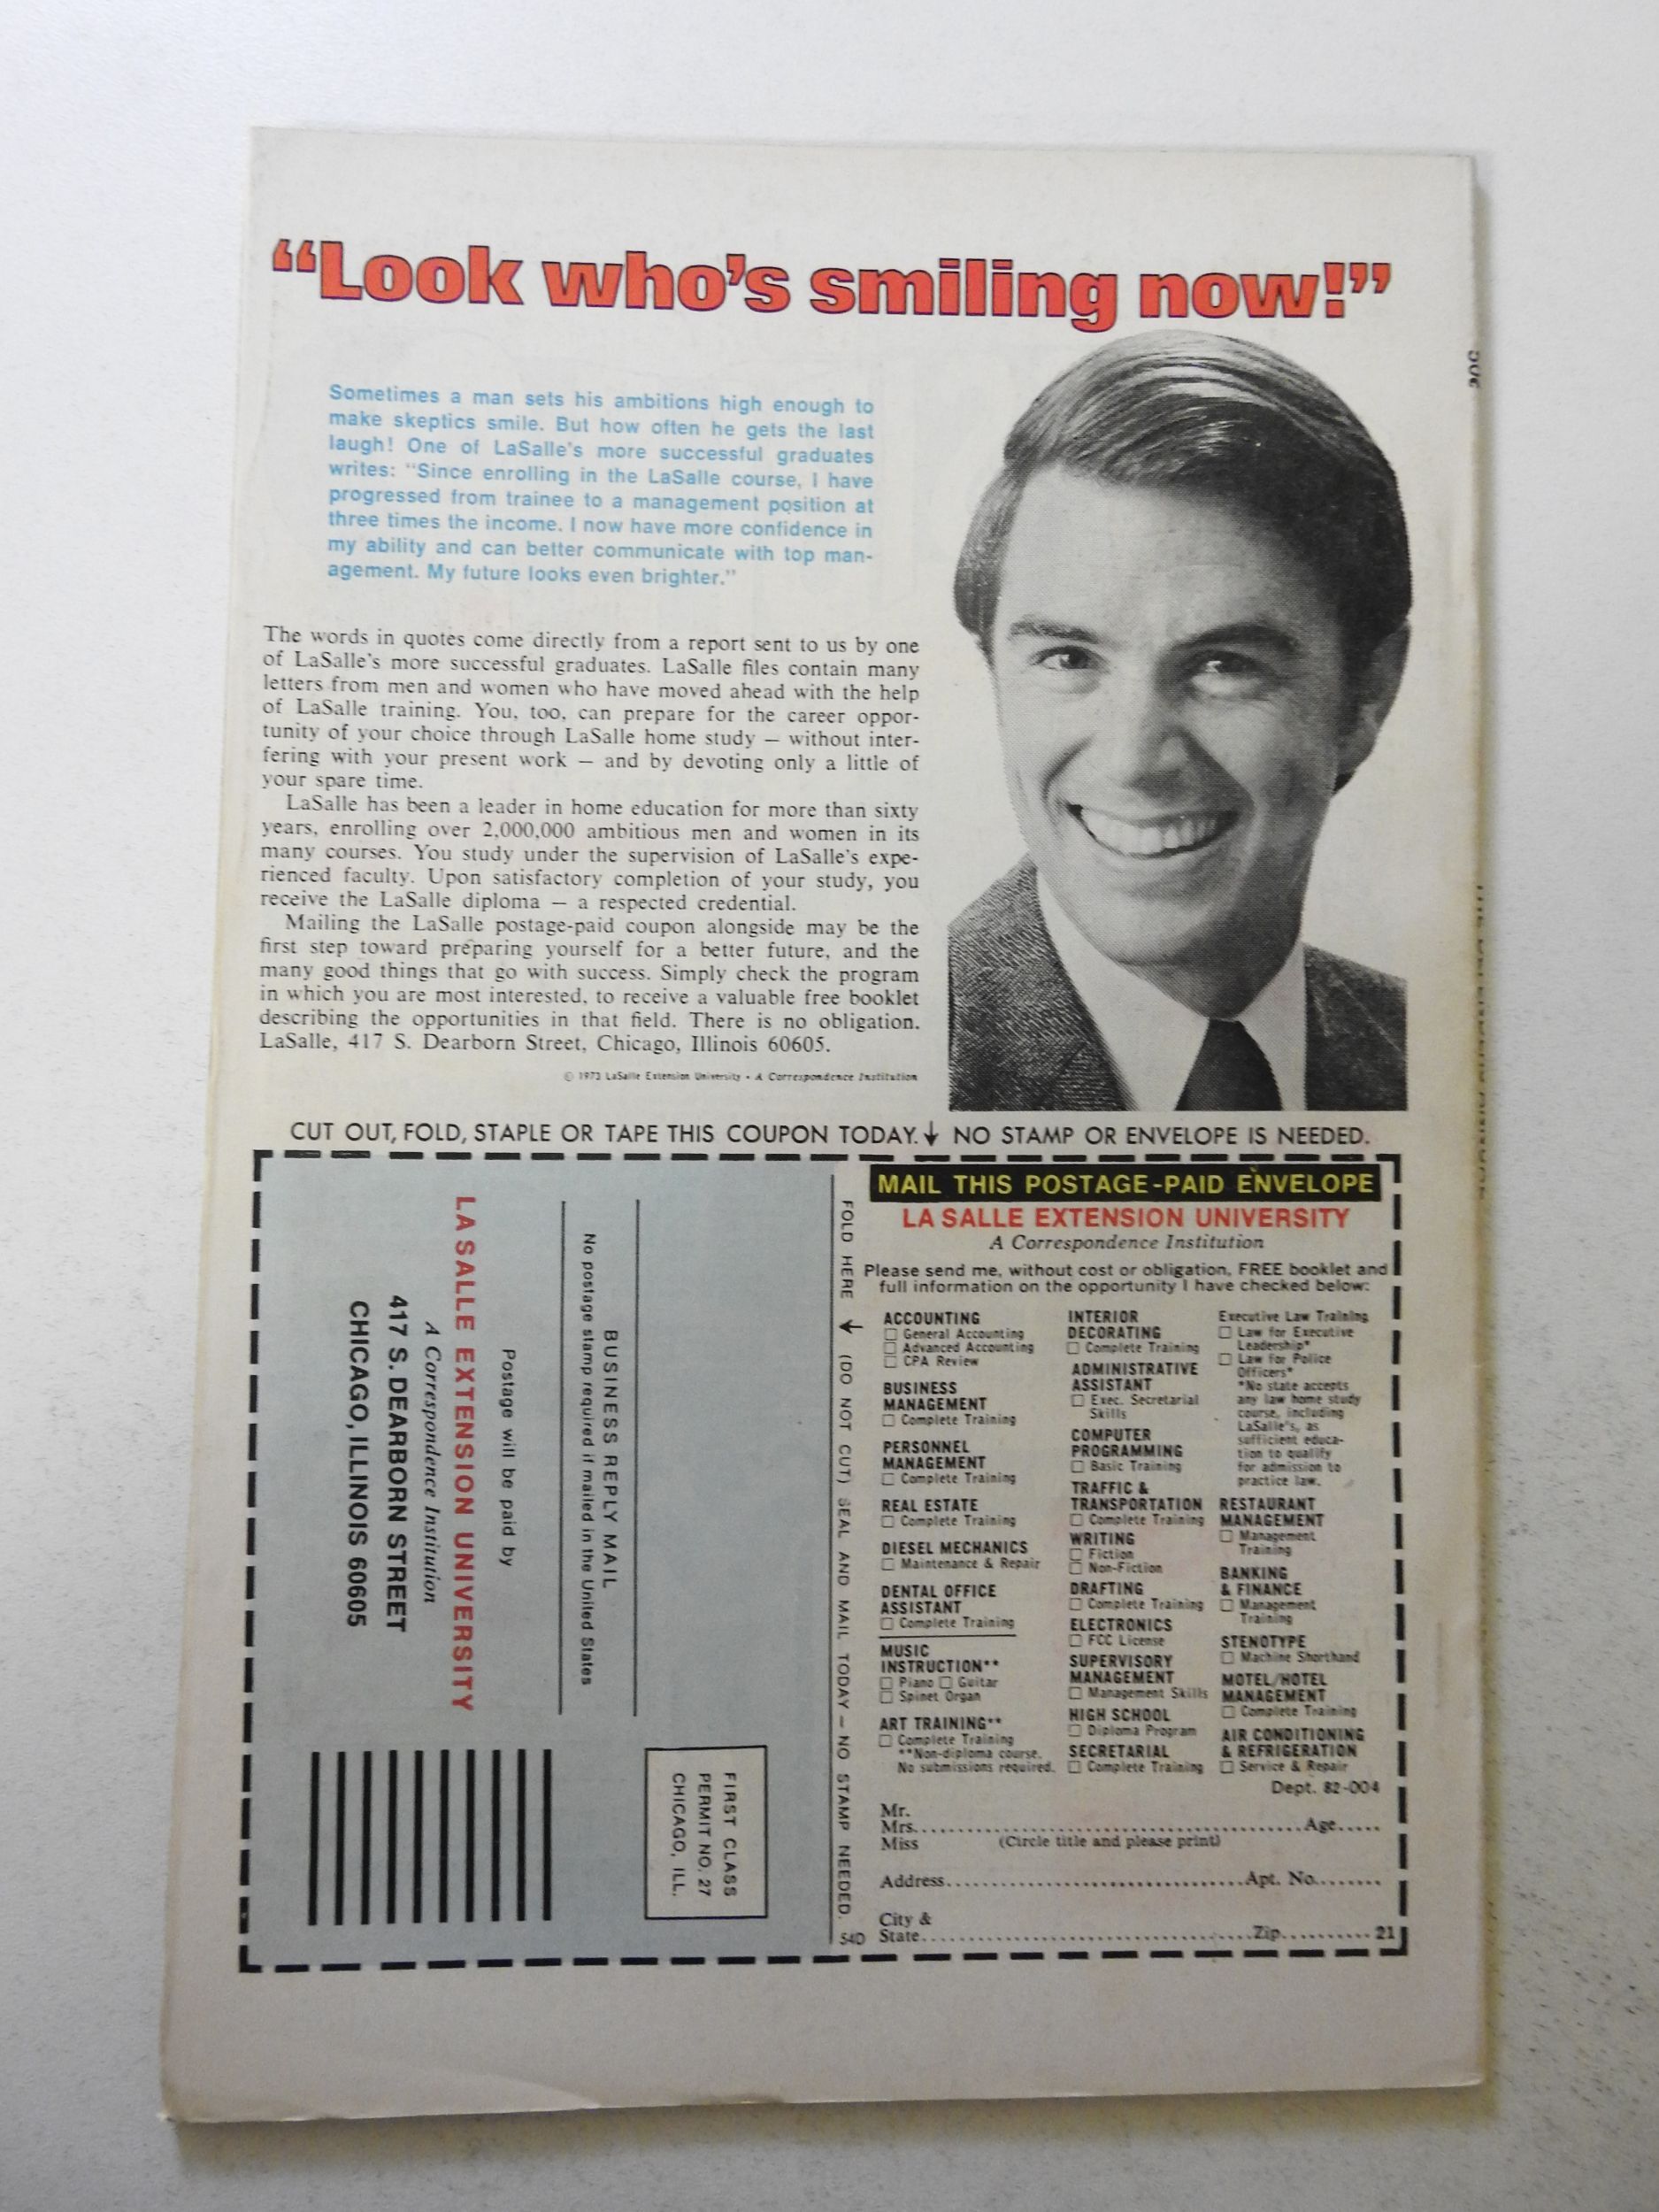 “Look who’s smiling now!”
Sometimes a man sets his ambitions high enough to
make skeptics smile. But how often he gets the last
laugh! One of LaSalle’s more successful graduates
writes: “Since enrolling in the LaSalle course, I have
progressed from trainee to a management position at
three times the income. I now have more confidence in
my ability and can better communicate with top man-
agement. My future looks even brighter.”
The words in quotes come directly from a report sent to us by one
of LaSalle’s more successful graduates. LaSalle files contain many
letters from men and women who have moved ahead with the help
of LaSalle training. You, too, can prepare for the career oppor-
tunity of your choice through LaSalle home study — without inter-
fering with your present work — and by devoting only a little of
your spare time.
LaSalle has been a leader in home education for more than sixty
years, enrolling over 2,000,000 ambitious men and women in its
many courses. You study under the supervision of LaSalle’s expe-
rienced faculty. Upon satisfactory completion of your study, you
receive the LaSalle diploma — a respected credential.
Mailing the LaSalle postage-paid coupon alongside may be the
first step toward preparing yourself for a better future, and the
many good things that go with success. Simply check the program
in which you are most interested, to receive a valuable free booklet
describing the opportunities in that field. There is no obligation.
LaSalle, 417 S. Dearborn Street, Chicago, Illinois 60605.
© 1973 LaSalle Extension University • A Correspondence Institution
CUT OUT, FOLD, STAPLE OR TAPE THIS COUPON TODAY. ↓ NO STAMP OR ENVELOPE IS NEEDED.
FIRST CLASS
PERMIT NO. 27
CHICAGO, ILL.
BUSINESS REPLY MAIL
No postage stamp required if mailed in the United States
Postage will be paid by
LA SALLE EXTENSION UNIVERSITY
A Correspondence Institution
417 S. DEARBORN STREET
CHICAGO, ILLINOIS 60605
FOLD HERE ↓ (DO NOT CUT) SEAL AND MAIL TODAY — NO STAMP NEEDED.
54D
MAIL THIS POSTAGE-PAID ENVELOPE
LA SALLE EXTENSION UNIVERSITY
A Correspondence Institution
Please send me, without cost or obligation, FREE booklet and
full information on the opportunity I have checked below:
ACCOUNTING
☐ General Accounting
☐ Advanced Accounting
☐ CPA Review
BUSINESS
MANAGEMENT
☐ Complete Training
PERSONNEL
MANAGEMENT
☐ Complete Training
REAL ESTATE
☐ Complete Training
DIESEL MECHANICS
☐ Maintenance & Repair
DENTAL OFFICE
ASSISTANT
☐ Complete Training
MUSIC
INSTRUCTION**
☐ Piano ☐ Guitar
☐ Spinet Organ
ART TRAINING**
☐ Complete Training
**Non-diploma course.
No submissions required.
INTERIOR
DECORATING
☐ Complete Training
ADMINISTRATIVE
ASSISTANT
☐ Exec. Secretarial
Skills
COMPUTER
PROGRAMMING
☐ Basic Training
TRAFFIC &
TRANSPORTATION
☐ Complete Training
WRITING
☐ Fiction
☐ Non-Fiction
DRAFTING
☐ Complete Training
ELECTRONICS
☐ FCC License
SUPERVISORY
MANAGEMENT
☐ Management Skills
HIGH SCHOOL
☐ Diploma Program
SECRETARIAL
☐ Complete Training
Executive Law Training
☐ Law for Executive
Leadership*
☐ Law for Police
Officers*
*No state accepts
any law home study
course, including
LaSalle’s, as
sufficient educa-
tion to qualify
for admission to
practice law.
RESTAURANT
MANAGEMENT
☐ Management
Training
BANKING
& FINANCE
☐ Management
Training
STENOTYPE
☐ Machine Shorthand
MOTEL/HOTEL
MANAGEMENT
☐ Complete Training
AIR CONDITIONING
& REFRIGERATION
☐ Service & Repair
Dept. 82-004
Mr.
Mrs. Age
Miss (Circle title and please print)
Address Apt. No.
City &
State Zip 21